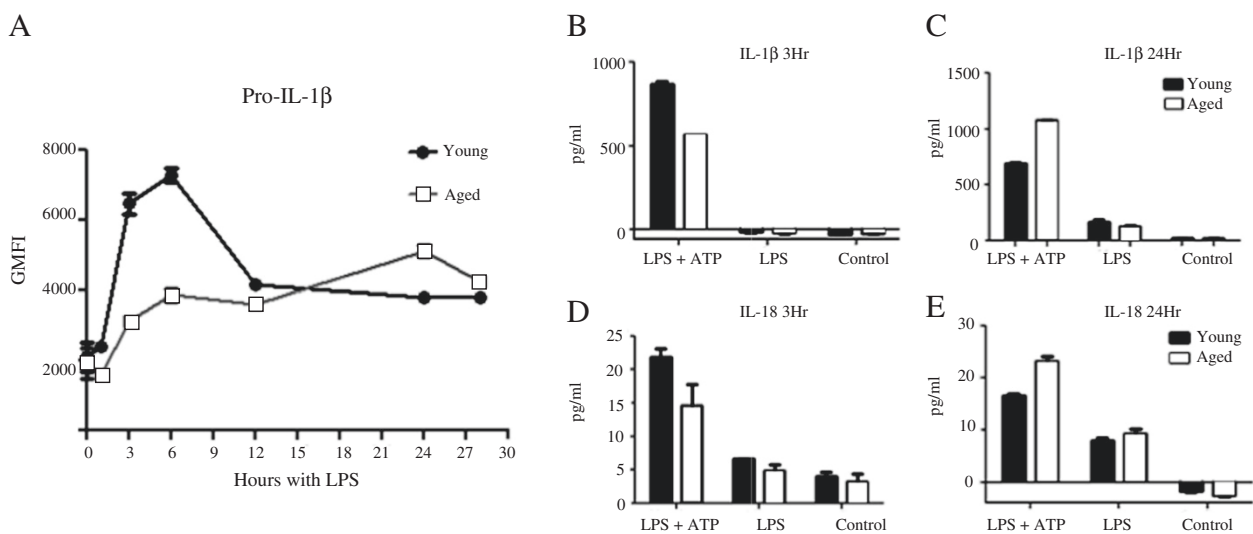 A
Pro-IL-1β
Young
Aged
GMFI
8000
6000
4000
2000
0 3 6 9 12 15 18 21 24 27 30
Hours with LPS
B
IL-1β 3Hr
pg/ml
1000
500
0
LPS + ATP LPS Control
C
IL-1β 24Hr
Young
Aged
pg/ml
1500
1000
500
0
LPS + ATP LPS Control
D
IL-18 3Hr
pg/ml
25
20
15
10
5
0
LPS + ATP LPS Control
E
IL-18 24Hr
Young
Aged
pg/ml
30
20
10
0
LPS + ATP LPS Control